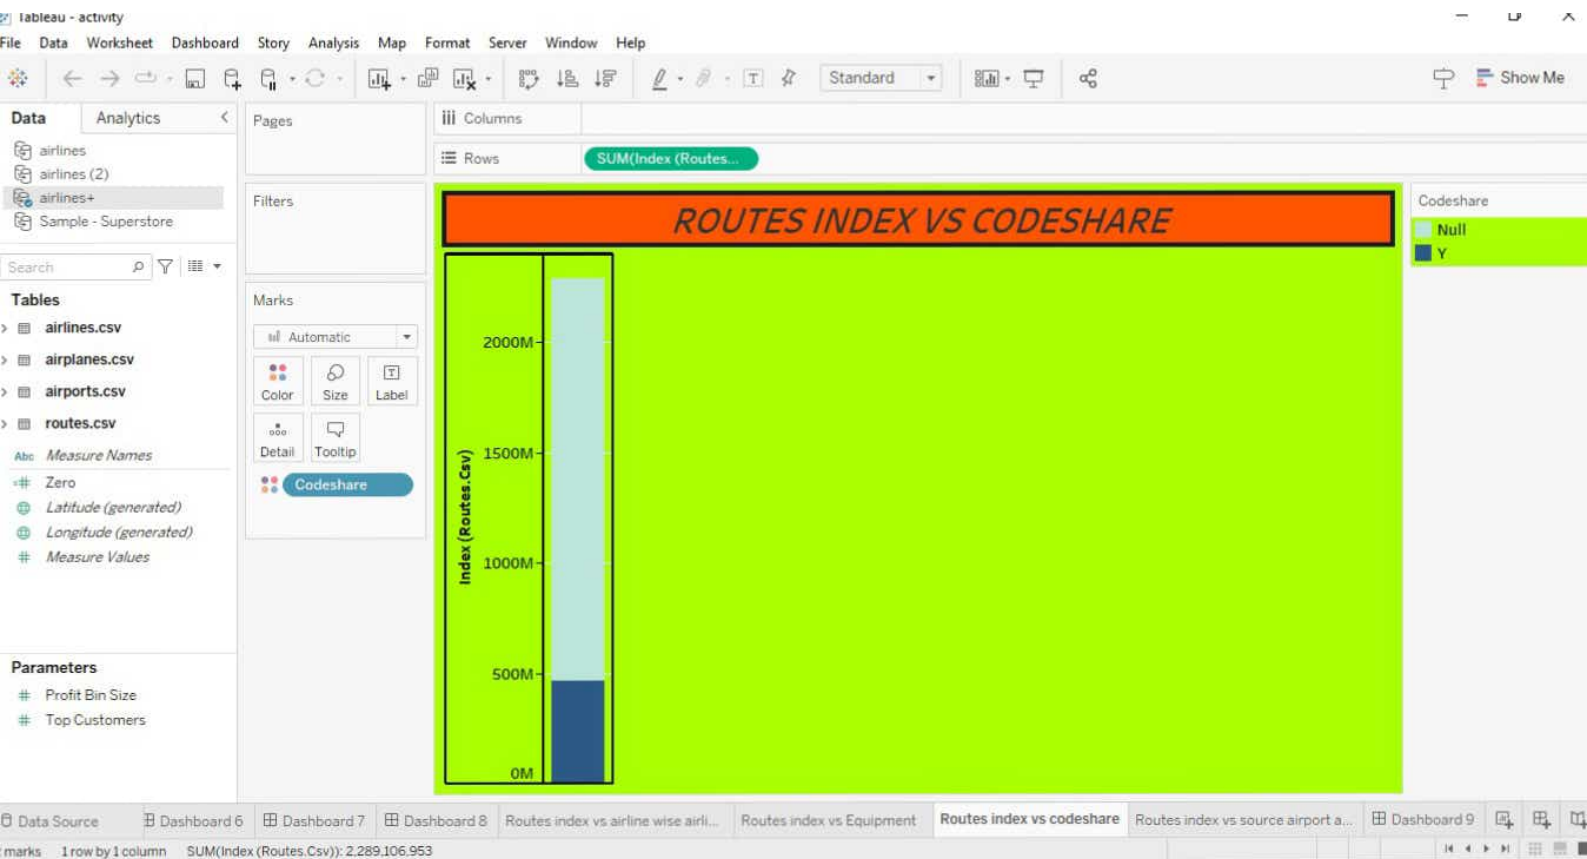 Tableau - activity
File Data Worksheet Dashboard Story Analysis Map Format Server Window Help
Standard
Show Me
Data Analytics
airlines
airlines (2)
airlines+
Sample - Superstore
Search
Tables
airlines.csv
airplanes.csv
airports.csv
routes.csv
Abc Measure Names
=# Zero
Latitude (generated)
Longitude (generated)
# Measure Values
Parameters
# Profit Bin Size
# Top Customers
Pages
Filters
Marks
Automatic
Color Size Label
Detail Tooltip
Codeshare
Columns
Rows SUM(Index (Routes...
ROUTES INDEX VS CODESHARE
Index (Routes.Csv)
2000M
1500M
1000M
500M
0M
Codeshare
Null
Y
Data Source Dashboard 6 Dashboard 7 Dashboard 8 Routes index vs airline wise airli... Routes index vs Equipment Routes index vs codeshare Routes index vs source airport a... Dashboard 9
marks 1 row by 1 column SUM(Index (Routes.Csv)): 2,289,106,953